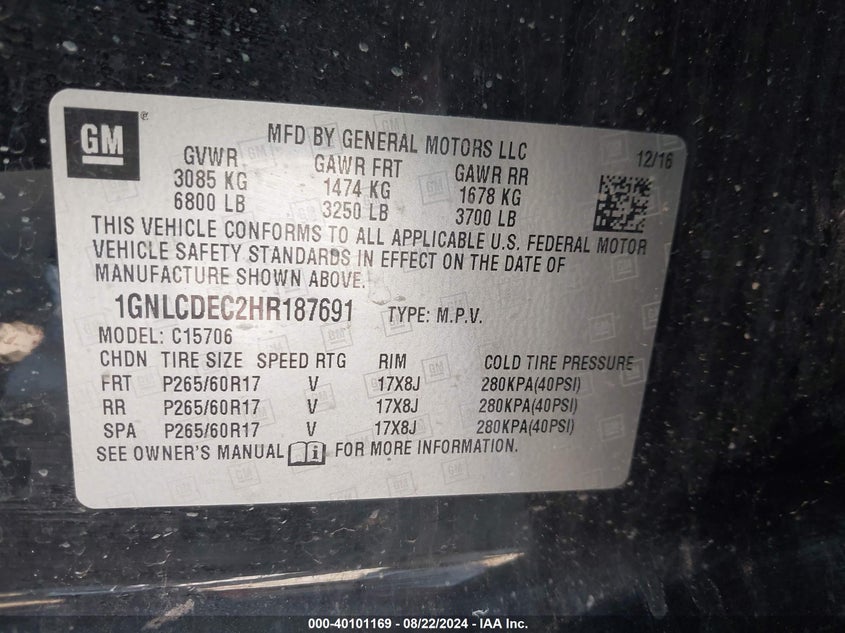 GM
MFD BY GENERAL MOTORS LLC
12/16
GVWR GAWR FRT GAWR RR
3085 KG 1474 KG 1678 KG
6800 LB 3250 LB 3700 LB
THIS VEHICLE CONFORMS TO ALL APPLICABLE U.S. FEDERAL MOTOR
VEHICLE SAFETY STANDARDS IN EFFECT ON THE DATE OF
MANUFACTURE SHOWN ABOVE.
1GNLCDEC2HR187691 TYPE: M.P.V.
MODEL: C15706
CHDN TIRE SIZE SPEED RTG RIM COLD TIRE PRESSURE
FRT P265/60R17 V 17X8J 280KPA(40PSI)
RR P265/60R17 V 17X8J 280KPA(40PSI)
SPA P265/60R17 V 17X8J 280KPA(40PSI)
SEE OWNER'S MANUAL FOR MORE INFORMATION.
000-40101169 - 08/22/2024 - IAA Inc.